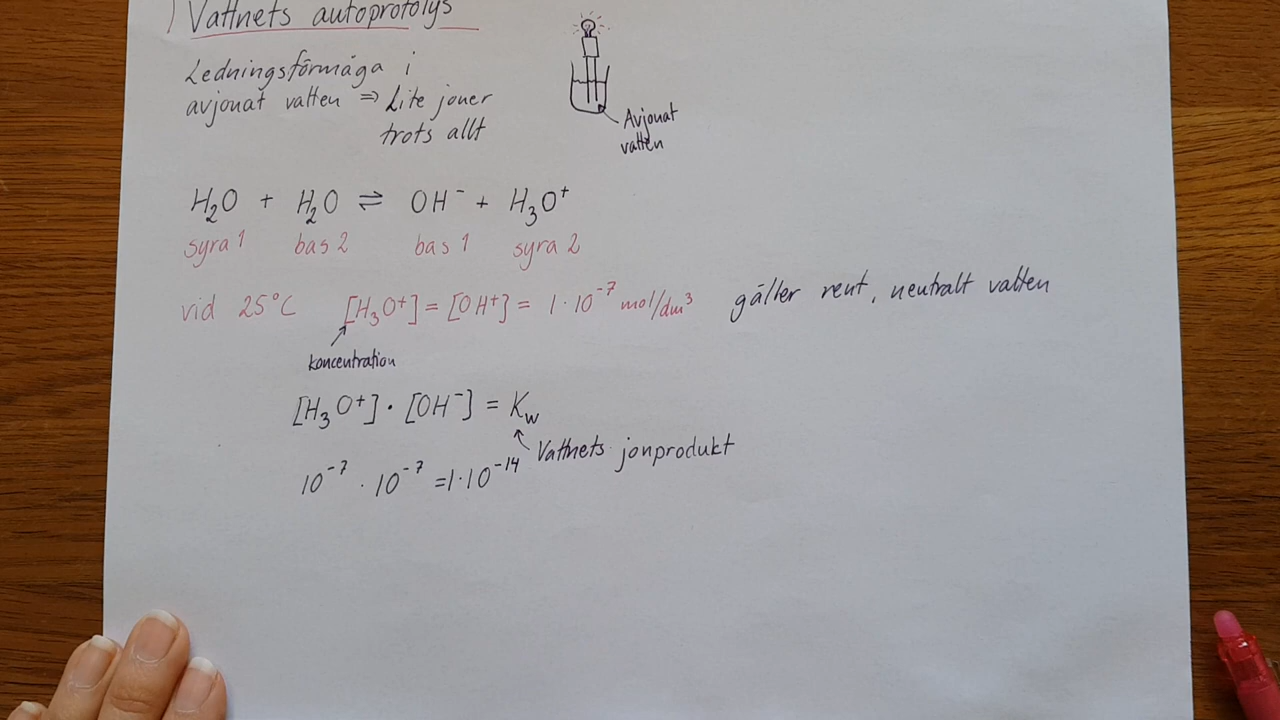 ) Vattnets autoprotolys
Ledningsförmåga i
avjonat vatten ⇒ Lite joner
trots allt
Avjonat
vatten
H₂O + H₂O ⇌ OH⁻ + H₃O⁺
syra 1 bas 2 bas 1 syra 2
vid 25°C [H₃O⁺] = [OH⁺] = 1·10⁻⁷ mol/dm³ gäller rent, neutralt vatten
koncentration
[H₃O⁺]·[OH⁻] = Kw
Vattnets jonprodukt
10⁻⁷ · 10⁻⁷ = 1·10⁻¹⁴